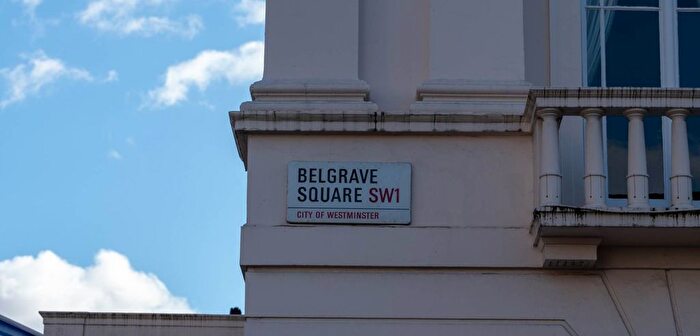 BELGRAVE
SQUARE SW1
CITY OF WESTMINSTER